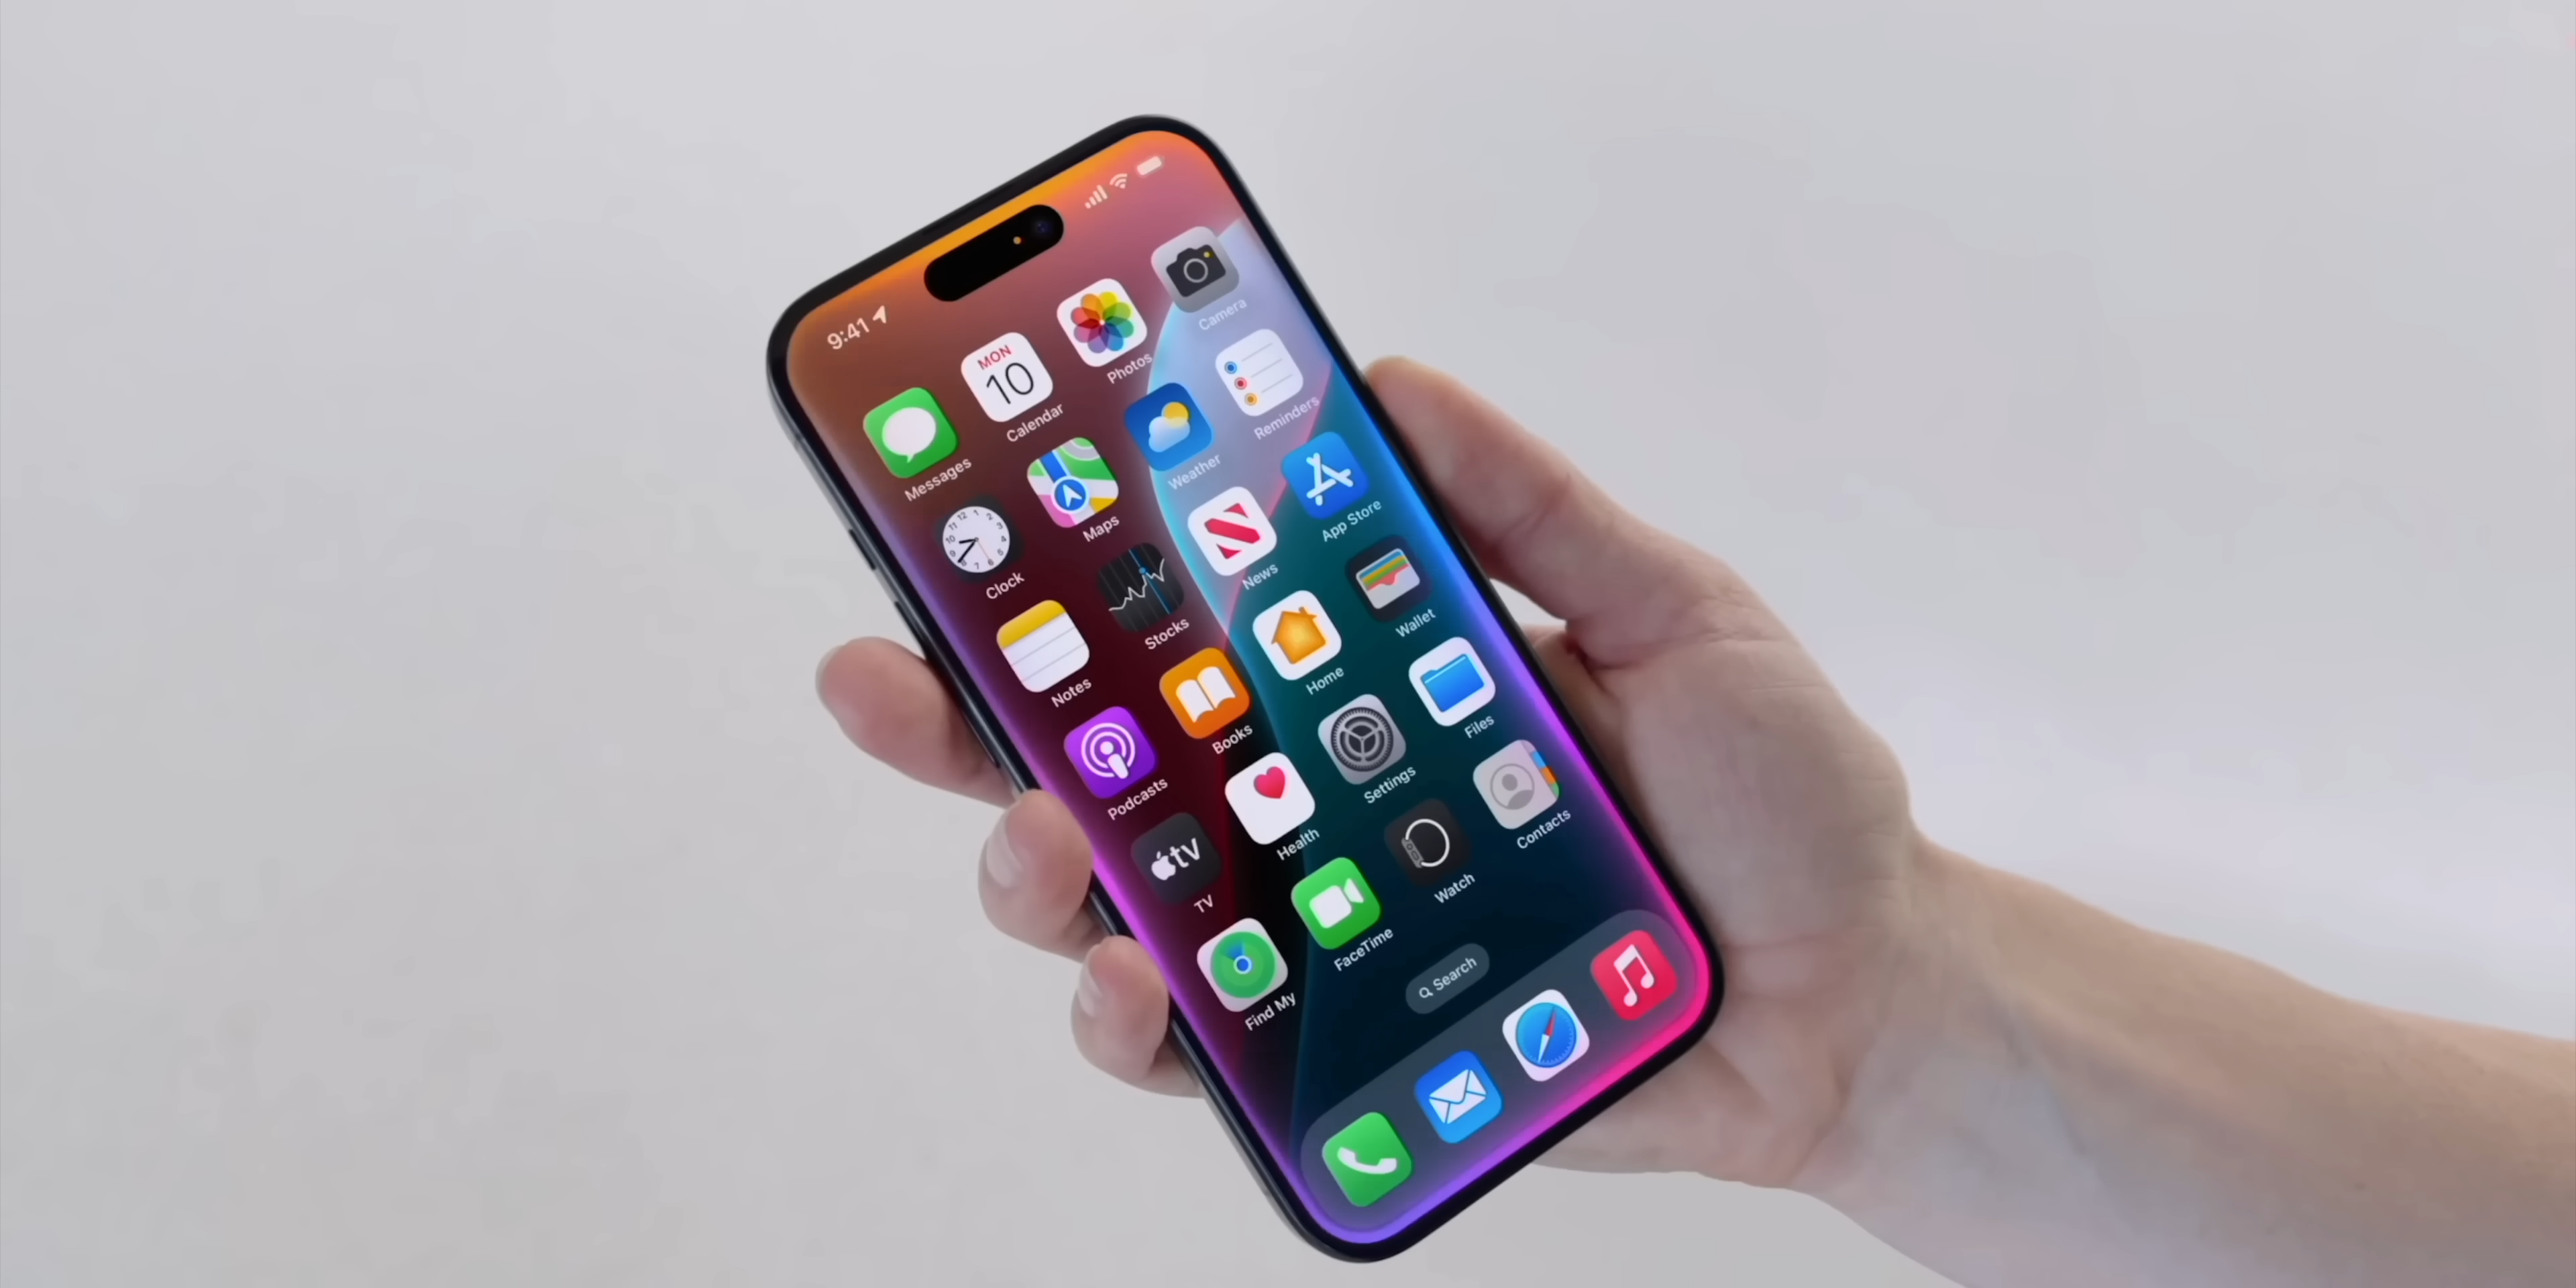 9:41
MON
10
Messages
Calendar
Photos
Camera
Clock
Maps
Weather
Reminders
Notes
Stocks
News
App Store
Podcasts
Books
Home
Wallet
tv
TV
Health
Settings
Files
Find My
FaceTime
Watch
Contacts
Search